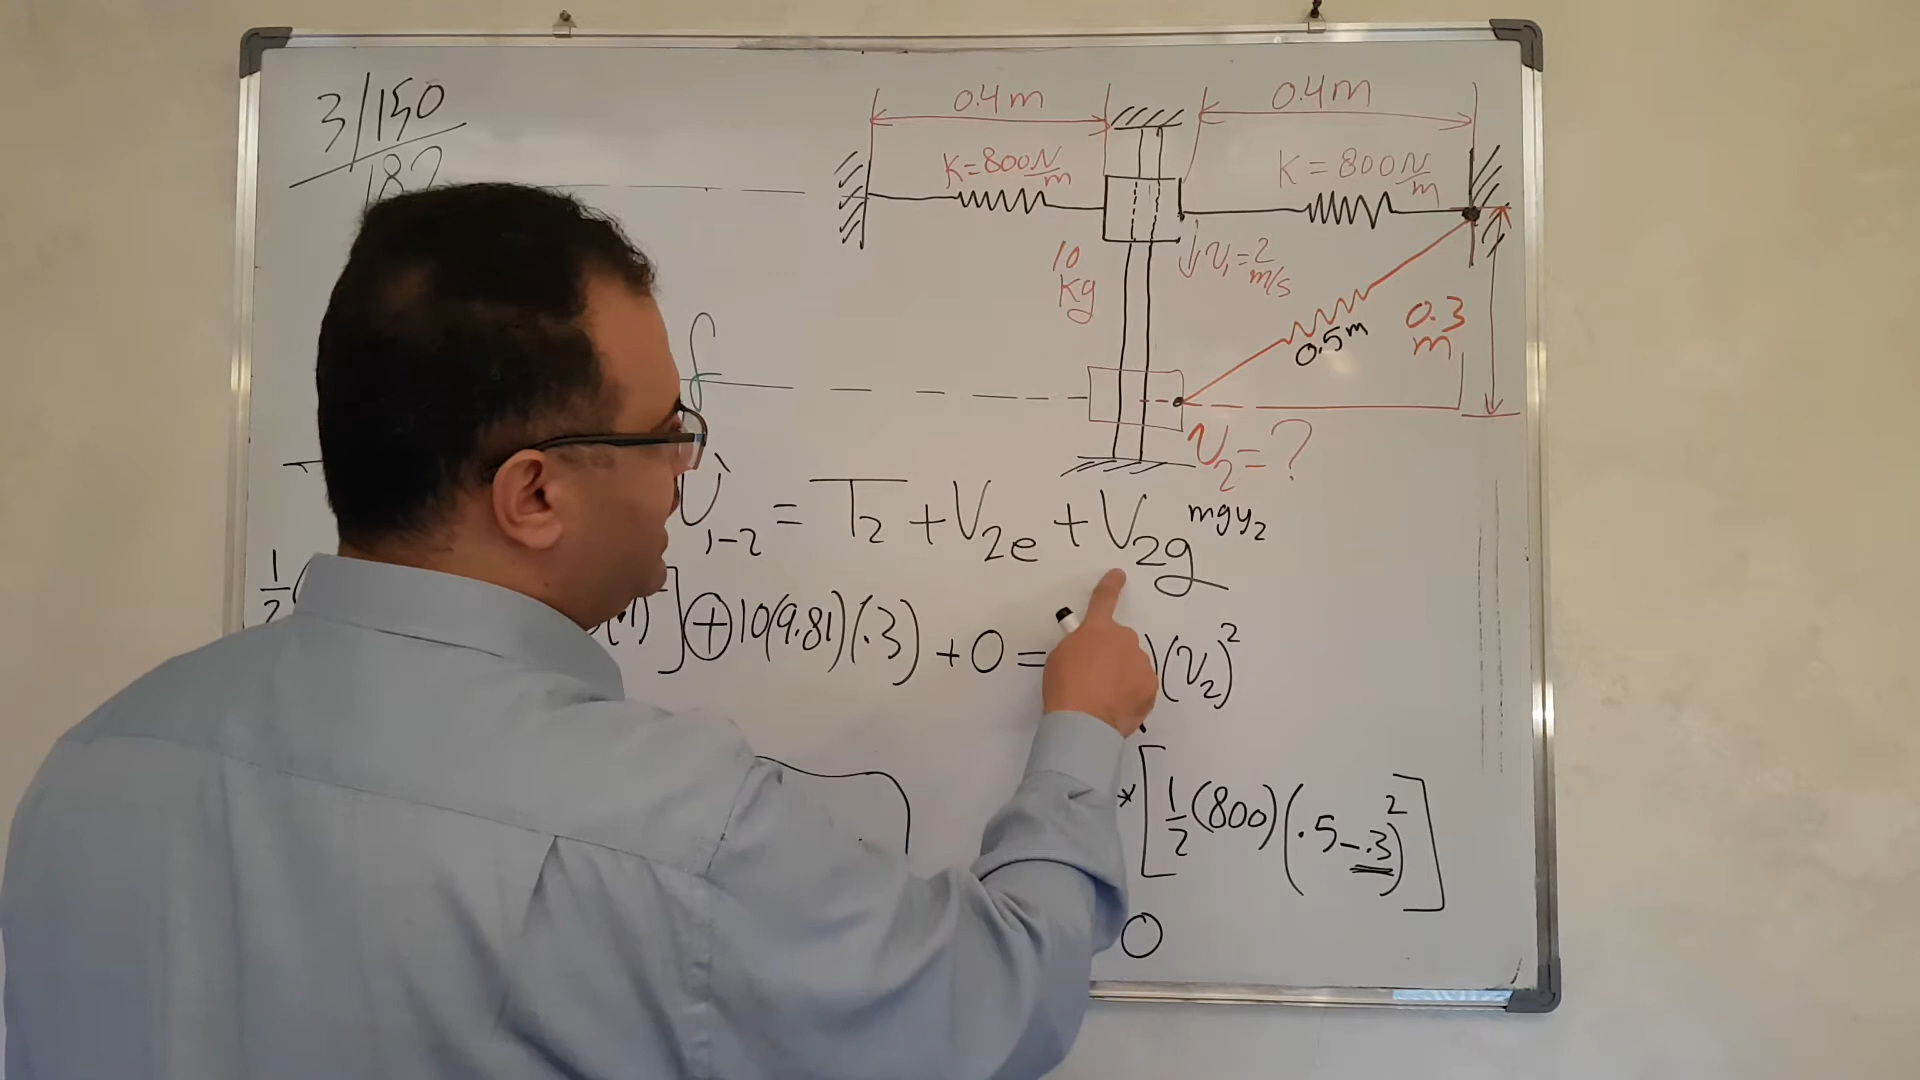 3/150
187
0.4m
0.4m
K=800N/m
K=800N/m
10
kg
v₁=2
m/s
0.5m
0.3
m
v₂=?
U'₁₋₂ = T₂ + V₂e + V₂g mgy₂
1/2(
] + 10(9.81)(.3) + 0 = )(v₂)²
* [1/2(800)(.5-.3)²]
0